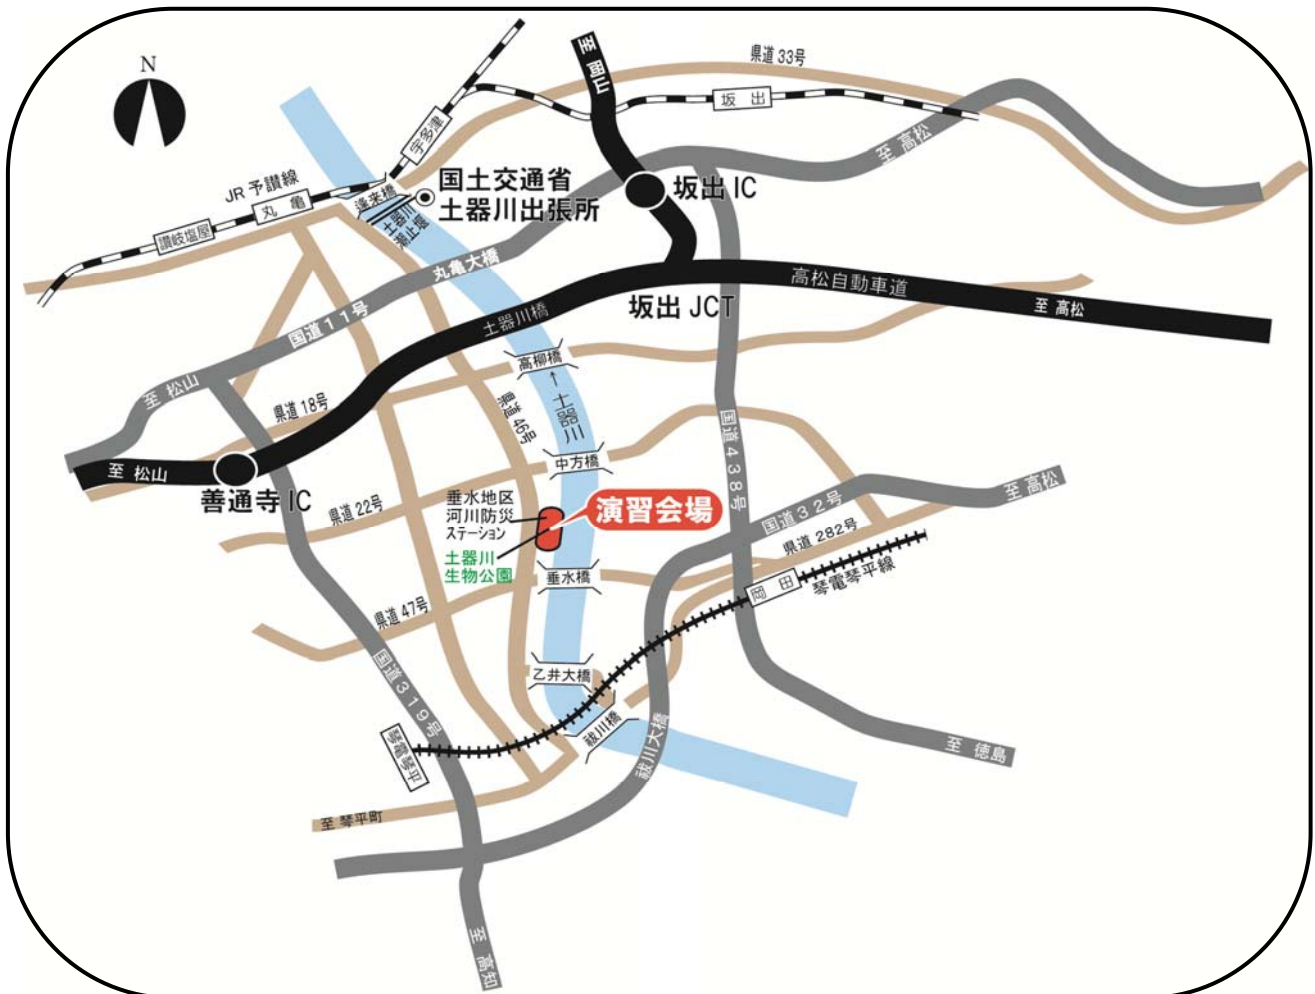 N
至 岡山
県道 33号
坂 出
至 高松
宇多津
JR 予讃線
丸 亀
讃岐塩屋
蓬来橋
国土交通省
土器川出張所
土器川
潮止堰
坂出 IC
丸亀大橋
国道11号
土器川橋
坂出 JCT
高松自動車道
至 高松
至 松山
県道 18号
高柳橋
↑土器川
県道 46号
国道438号
至 松山
善通寺 IC
中方橋
県道 22号
垂水地区
河川防災
ステーション
演習会場
土器川
生物公園
国道32号
至 高松
県道 282号
垂水橋
岡 田
琴電琴平線
県道 47号
国道319号
乙井大橋
祓川橋
祓川大橋
琴電琴平
至 徳島
至 琴平町
至 高知